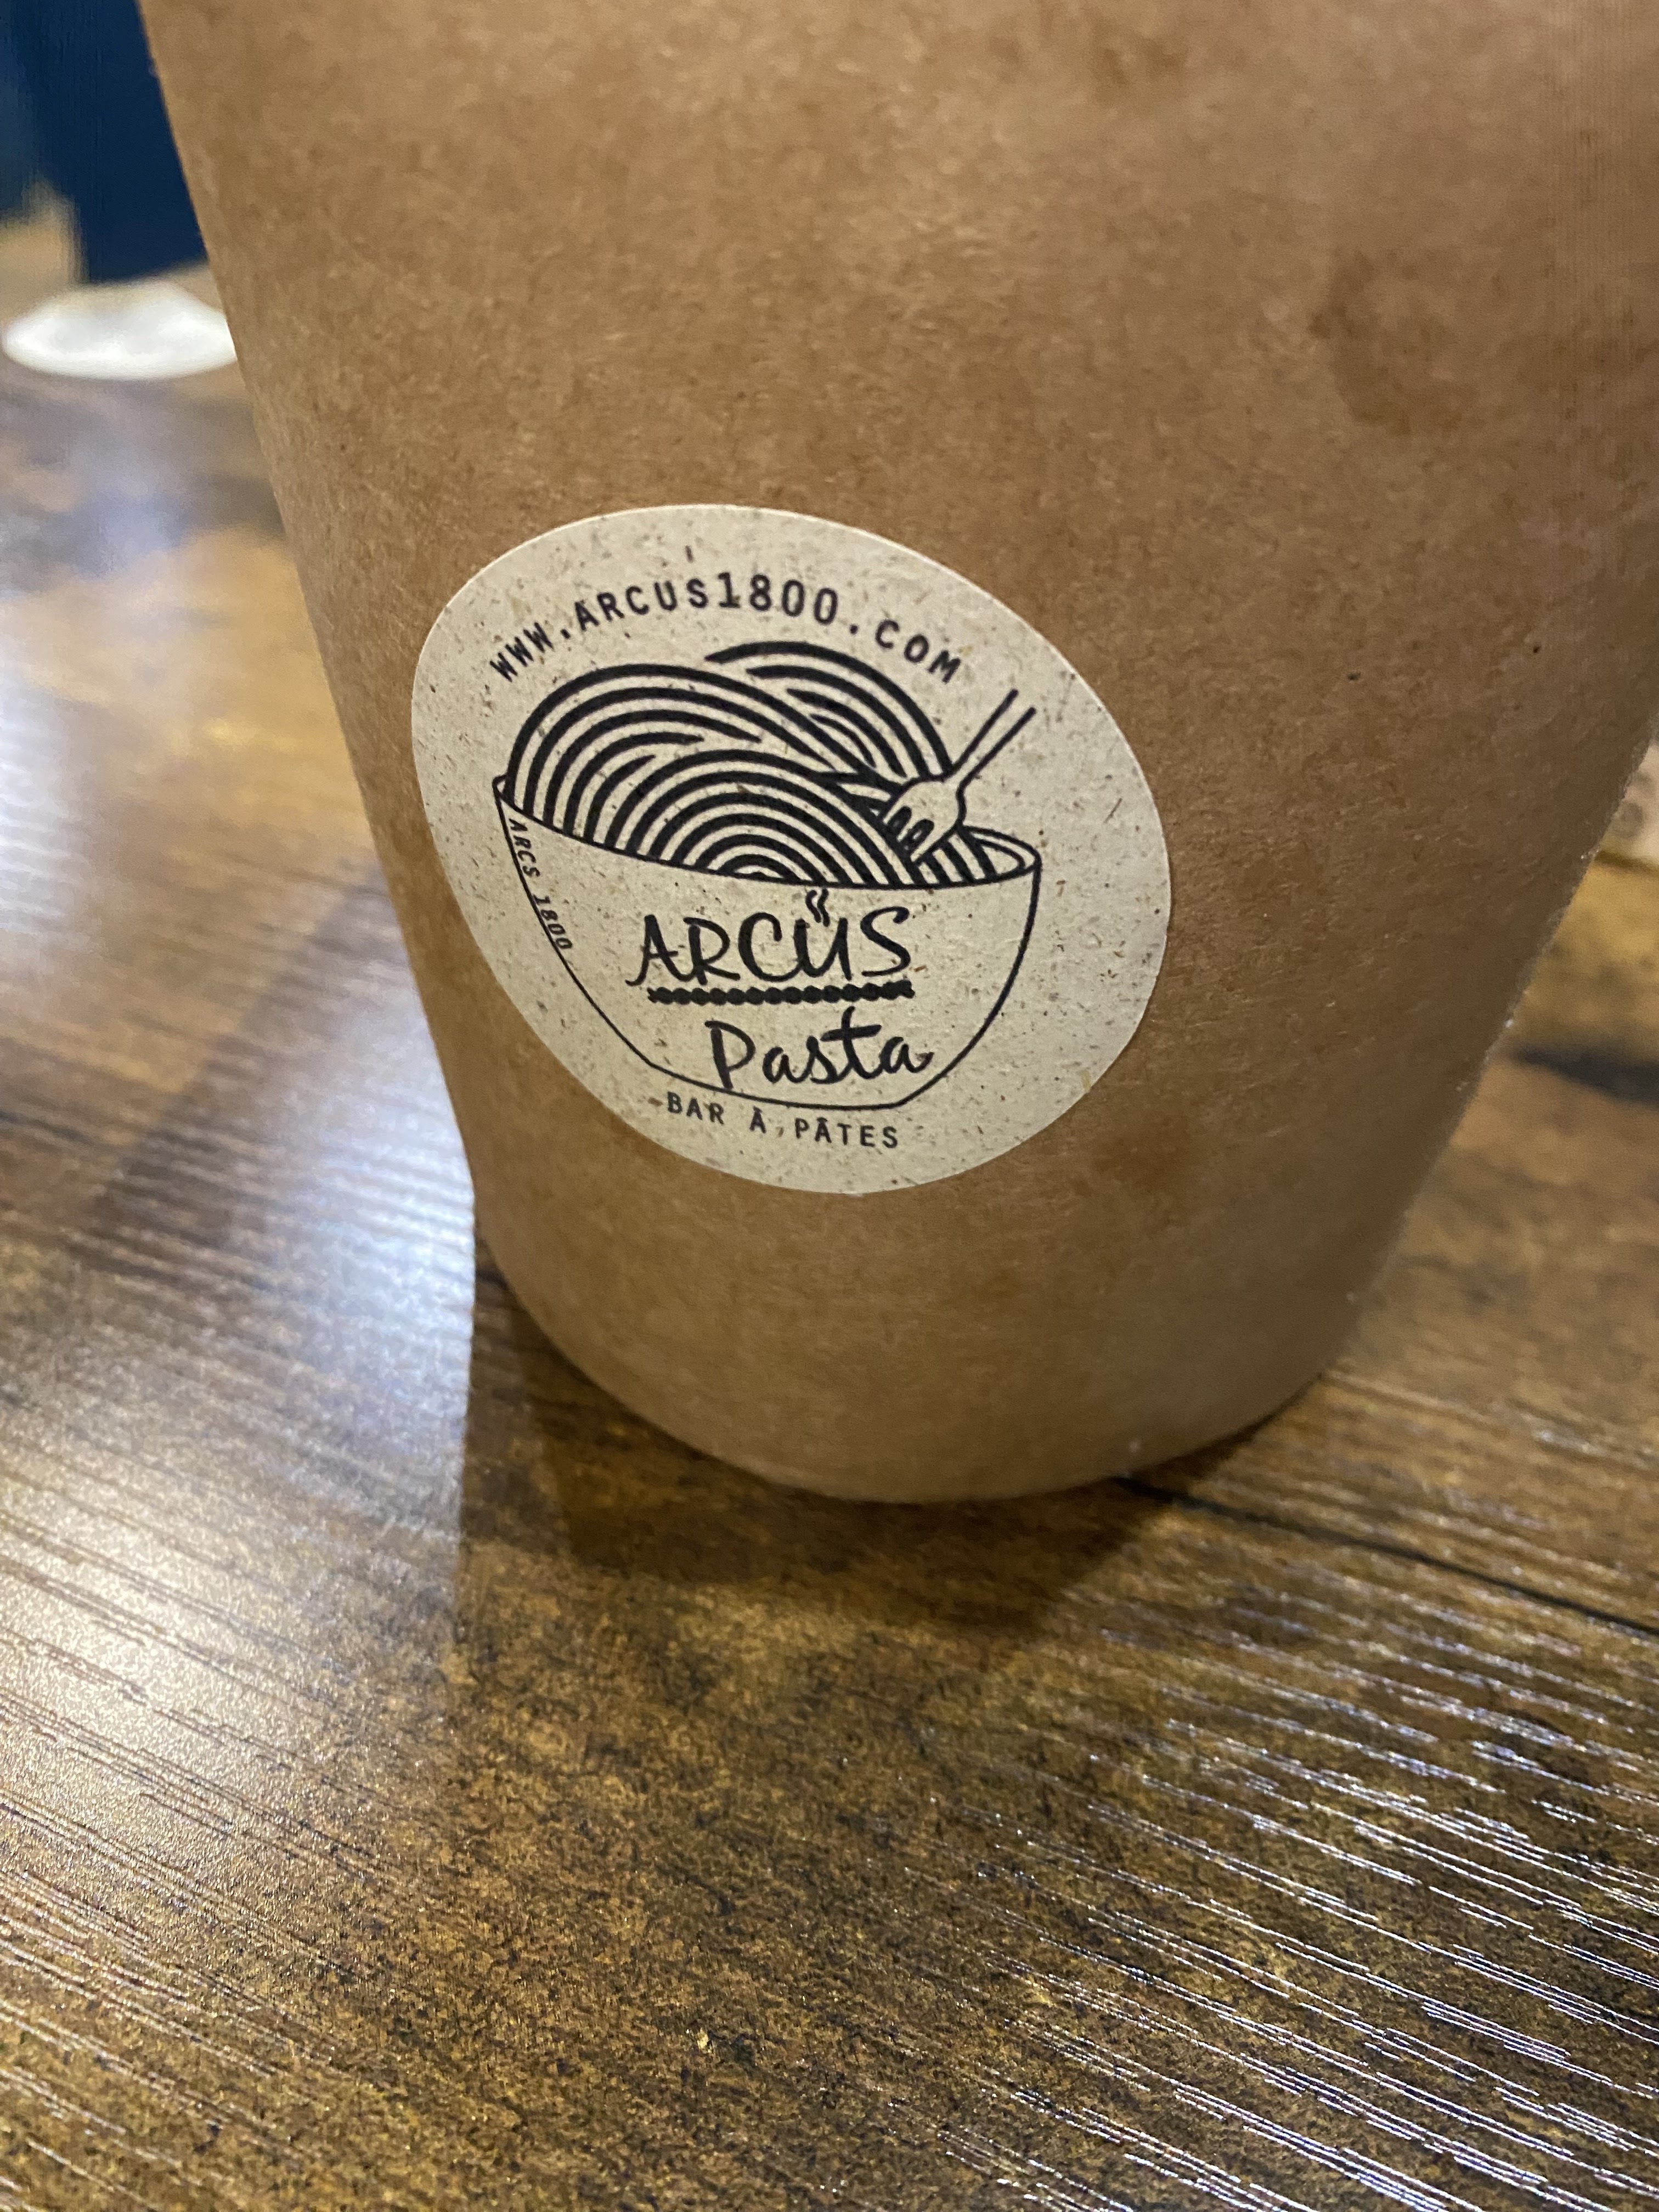 WWW.ARCUS1800.COM
ARCS 1800
ARCUS
Pasta
BAR À PÂTES